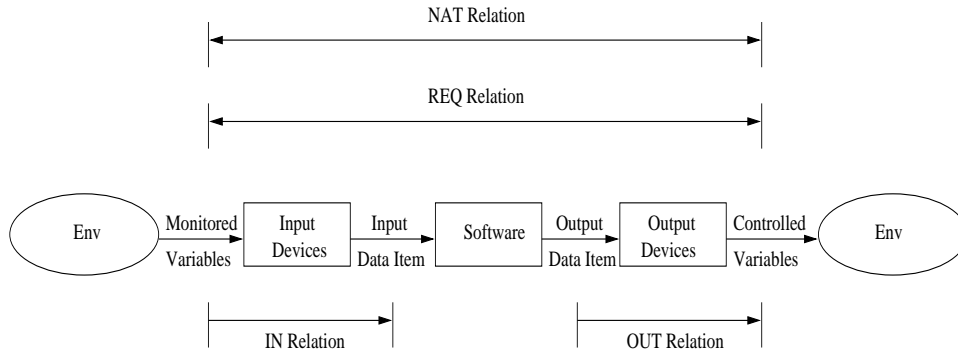 NAT Relation
REQ Relation
Env
Monitored
Variables
Input
Devices
Input
Data Item
Software
Output
Data Item
Output
Devices
Controlled
Variables
Env
IN Relation
OUT Relation